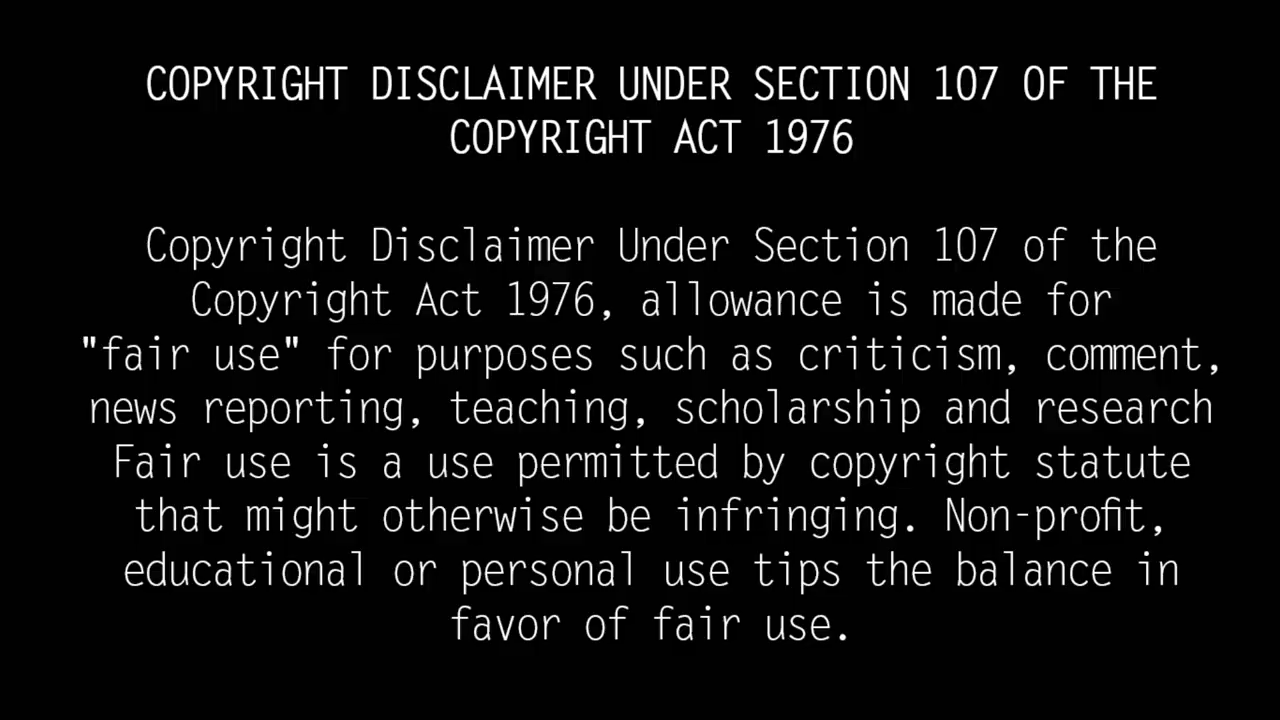 COPYRIGHT DISCLAIMER UNDER SECTION 107 OF THE
COPYRIGHT ACT 1976
Copyright Disclaimer Under Section 107 of the
Copyright Act 1976, allowance is made for
"fair use" for purposes such as criticism, comment,
news reporting, teaching, scholarship and research
Fair use is a use permitted by copyright statute
that might otherwise be infringing. Non-profit,
educational or personal use tips the balance in
favor of fair use.